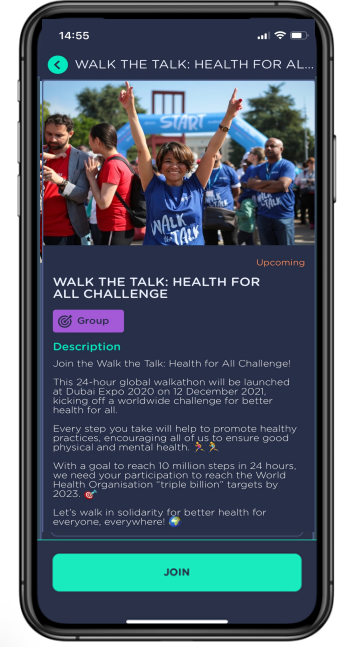 14:55
WALK THE TALK: HEALTH FOR AL...
START
WALK
THE
TALK
Upcoming
WALK THE TALK: HEALTH FOR
ALL CHALLENGE
Group
Description
Join the Walk the Talk: Health for All Challenge!
This 24-hour global walkathon will be launched
at Dubai Expo 2020 on 12 December 2021,
kicking off a worldwide challenge for better
health for all.
Every step you take will help to promote healthy
practices, encouraging all of us to ensure good
physical and mental health. 🏃 🏃
With a goal to reach 10 million steps in 24 hours,
we need your participation to reach the World
Health Organisation “triple billion” targets by
2023. 🎯
Let's walk in solidarity for better health for
everyone, everywhere! 🌍
JOIN